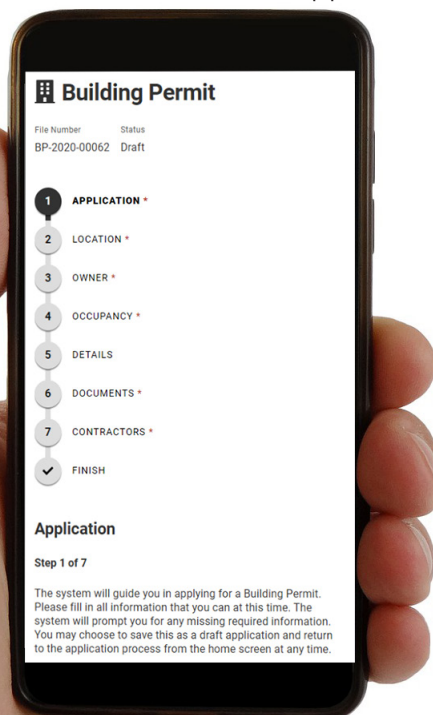 Building Permit
File Number Status
BP-2020-00062 Draft
1 APPLICATION *
2 LOCATION *
3 OWNER *
4 OCCUPANCY *
5 DETAILS
6 DOCUMENTS *
7 CONTRACTORS *
FINISH
Application
Step 1 of 7
The system will guide you in applying for a Building Permit.
Please fill in all information that you can at this time. The
system will prompt you for any missing required information.
You may choose to save this as a draft application and return
to the application process from the home screen at any time.